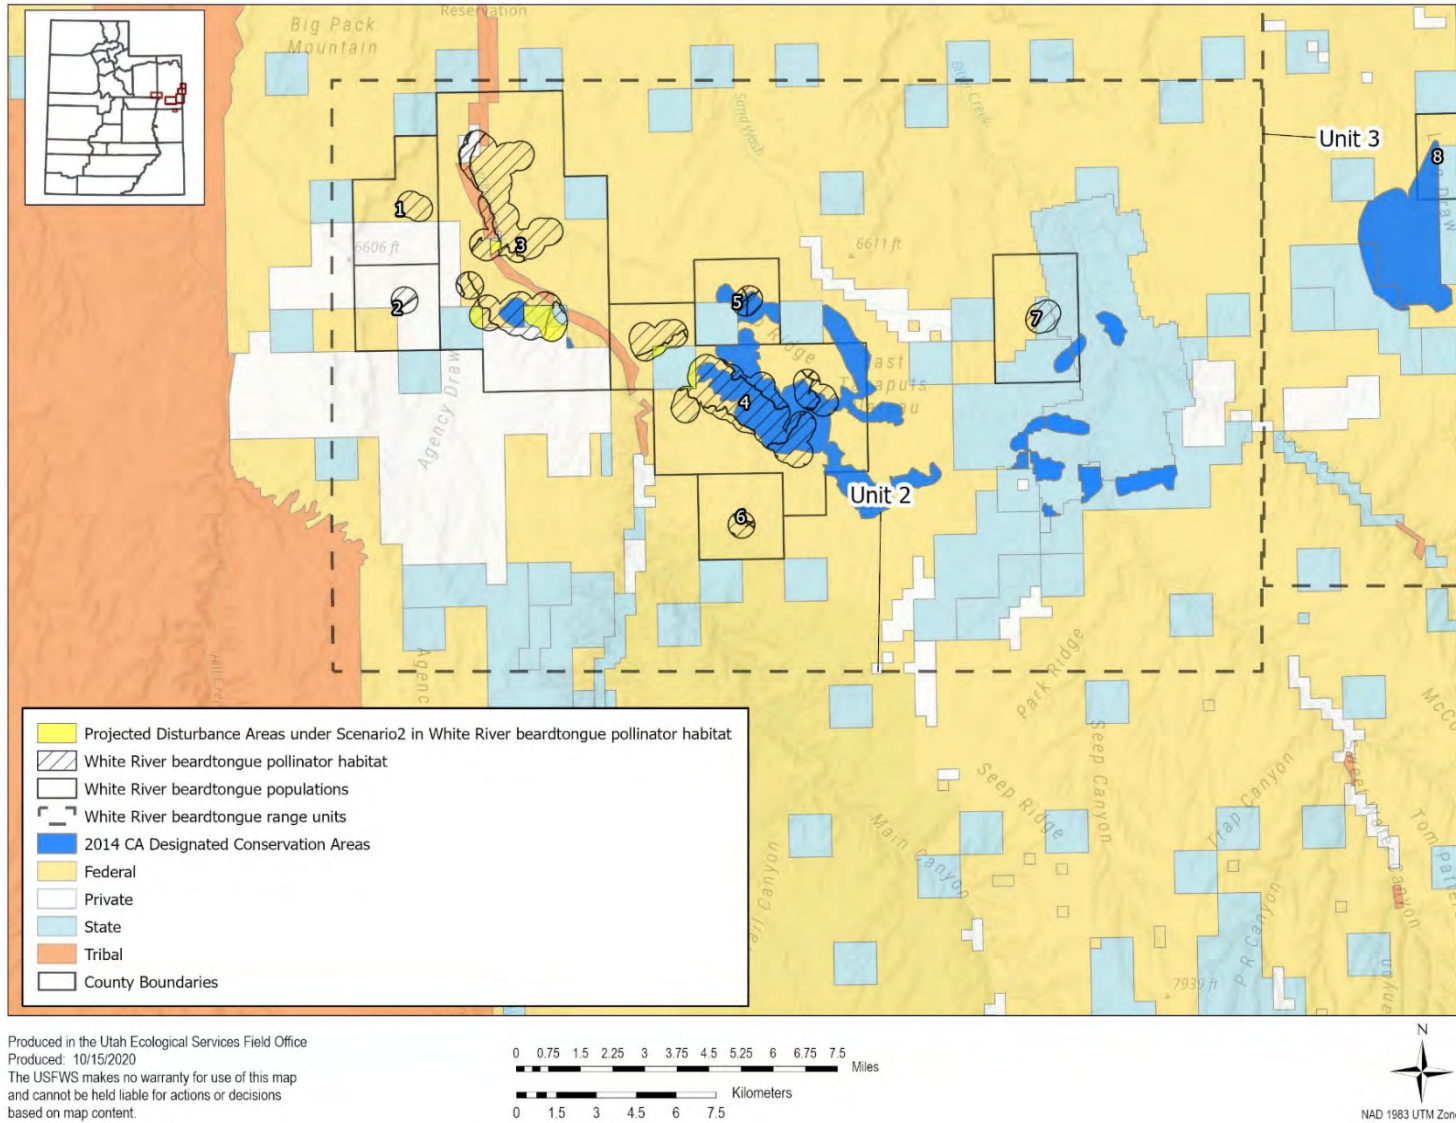 Reservation
Big Pack
Mountain
Sand Wash
Unit 3
8
1
6606 ft
3
6611 ft
2
5
7
Ridge
4
Agency Draw
Unit 2
6
Park Ridge
Seep Canyon
Seep Ridge
Trap Canyon
Main Canyon
P R Canyon
7939 ft
Projected Disturbance Areas under Scenario2 in White River beardtongue pollinator habitat
White River beardtongue pollinator habitat
White River beardtongue populations
White River beardtongue range units
2014 CA Designated Conservation Areas
Federal
Private
State
Tribal
County Boundaries
Produced in the Utah Ecological Services Field Office
Produced: 10/15/2020
The USFWS makes no warranty for use of this map
and cannot be held liable for actions or decisions
based on map content.
0 0.75 1.5 2.25 3 3.75 4.5 5.25 6 6.75 7.5
Miles
Kilometers
0 1.5 3 4.5 6 7.5
N
NAD 1983 UTM Zon